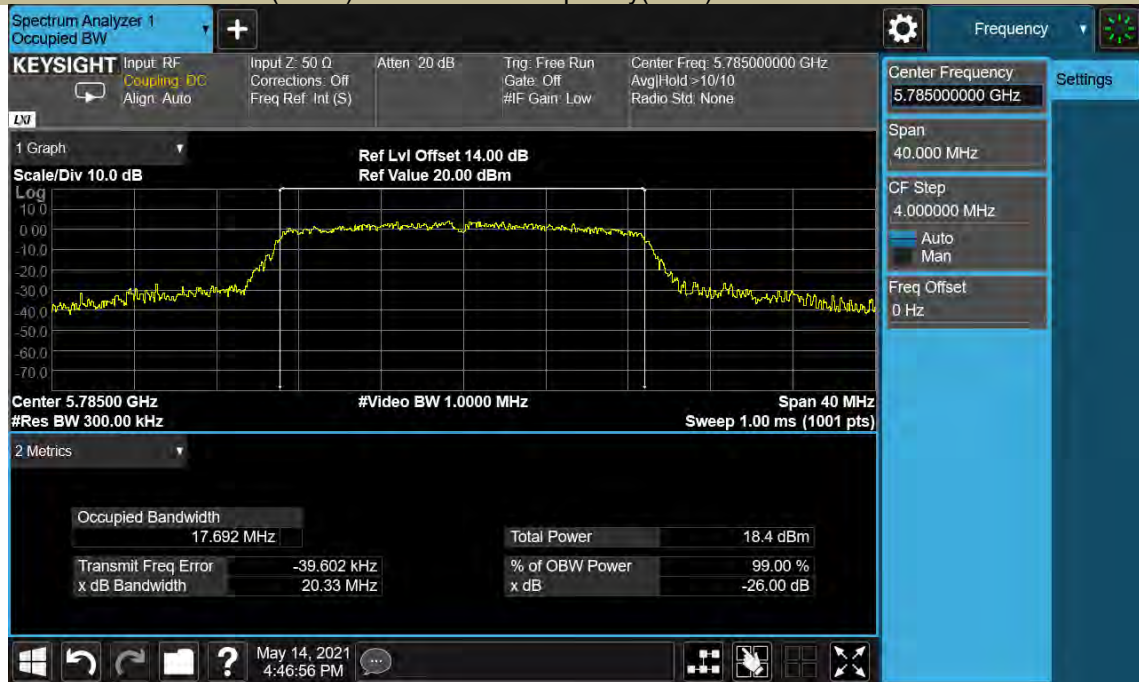 Spectrum Analyzer 1
Occupied BW
+
Frequency
KEYSIGHT
Input: RF
Coupling: DC
Align: Auto
Input Z: 50 Ω
Corrections: Off
Freq Ref: Int (S)
Atten: 20 dB
Trig: Free Run
Gate: Off
#IF Gain: Low
Center Freq: 5.785000000 GHz
Avg|Hold:>10/10
Radio Std: None
LXI
1 Graph
Scale/Div 10.0 dB
Ref Lvl Offset 14.00 dB
Ref Value 20.00 dBm
Log
10.0
0.00
-10.0
-20.0
-30.0
-40.0
-50.0
-60.0
-70.0
Center 5.78500 GHz
#Video BW 1.0000 MHz
Span 40 MHz
#Res BW 300.00 kHz
Sweep 1.00 ms (1001 pts)
2 Metrics
Occupied Bandwidth
17.692 MHz
Total Power 18.4 dBm
Transmit Freq Error -39.602 kHz
% of OBW Power 99.00 %
x dB Bandwidth 20.33 MHz
x dB -26.00 dB
Center Frequency
5.785000000 GHz
Settings
Span
40.000 MHz
CF Step
4.000000 MHz
Auto
Man
Freq Offset
0 Hz
?
May 14, 2021
4:46:56 PM